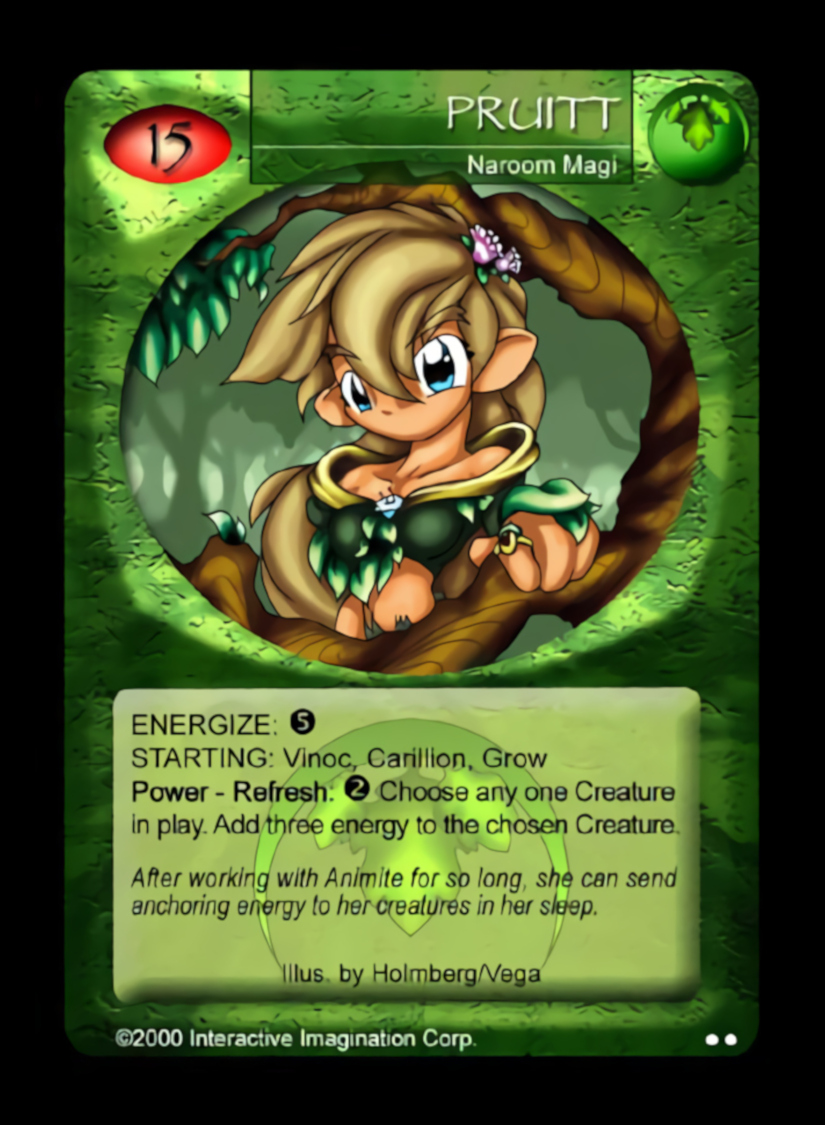 15
PRUITT
Naroom Magi
ENERGIZE: 5
STARTING: Vinoc, Carillion, Grow
Power - Refresh: 2 Choose any one Creature
in play. Add three energy to the chosen Creature.
After working with Animite for so long, she can send
anchoring energy to her creatures in her sleep.
Illus. by Holmberg/Vega
©2000 Interactive Imagination Corp.